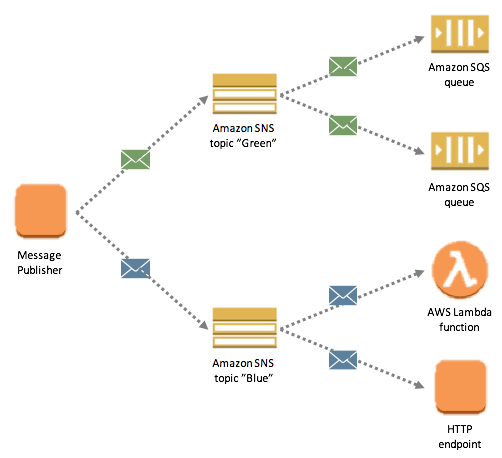 Amazon SQS
queue
Amazon SNS
topic “Green”
Amazon SQS
queue
Message
Publisher
AWS Lambda
function
Amazon SNS
topic “Blue”
HTTP
endpoint